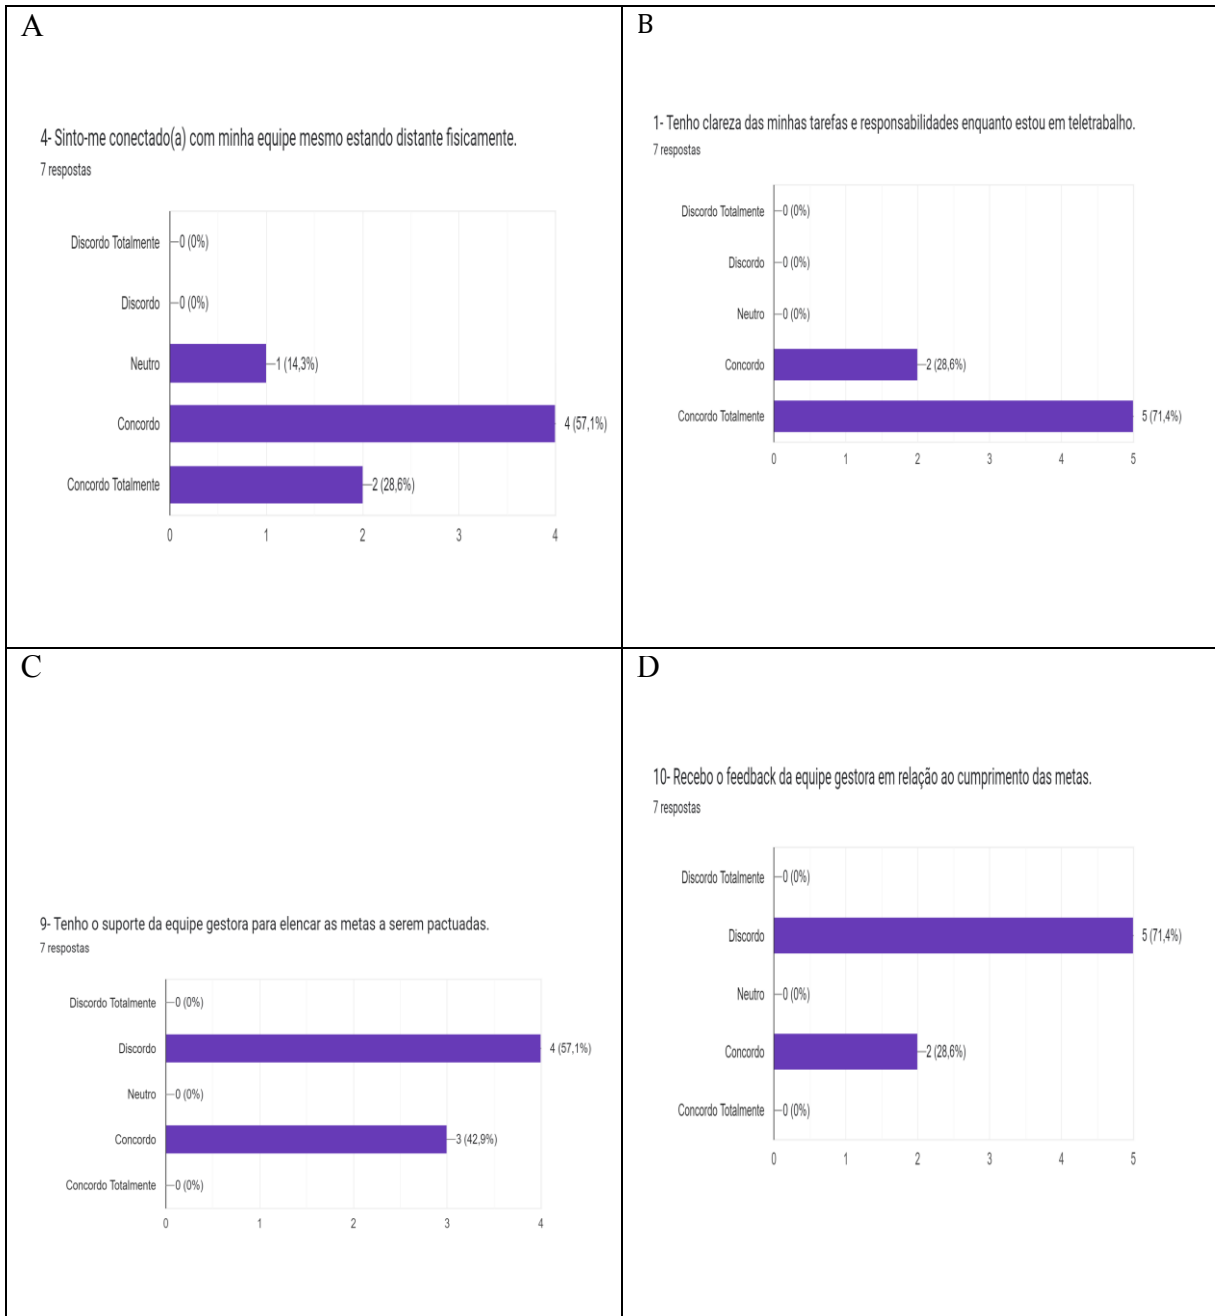 A
4- Sinto-me conectado(a) com minha equipe mesmo estando distante fisicamente.
7 respostas
Discordo Totalmente
0 (0%)
Discordo
0 (0%)
Neutro
1 (14,3%)
Concordo
4 (57,1%)
Concordo Totalmente
2 (28,6%)
0 1 2 3 4
B
1- Tenho clareza das minhas tarefas e responsabilidades enquanto estou em teletrabalho.
7 respostas
Discordo Totalmente
0 (0%)
Discordo
0 (0%)
Neutro
0 (0%)
Concordo
2 (28,6%)
Concordo Totalmente
5 (71,4%)
0 1 2 3 4 5
C
9- Tenho o suporte da equipe gestora para elencar as metas a serem pactuadas.
7 respostas
Discordo Totalmente
0 (0%)
Discordo
4 (57,1%)
Neutro
0 (0%)
Concordo
3 (42,9%)
Concordo Totalmente
0 (0%)
0 1 2 3 4
D
10- Recebo o feedback da equipe gestora em relação ao cumprimento das metas.
7 respostas
Discordo Totalmente
0 (0%)
Discordo
5 (71,4%)
Neutro
0 (0%)
Concordo
2 (28,6%)
Concordo Totalmente
0 (0%)
0 1 2 3 4 5